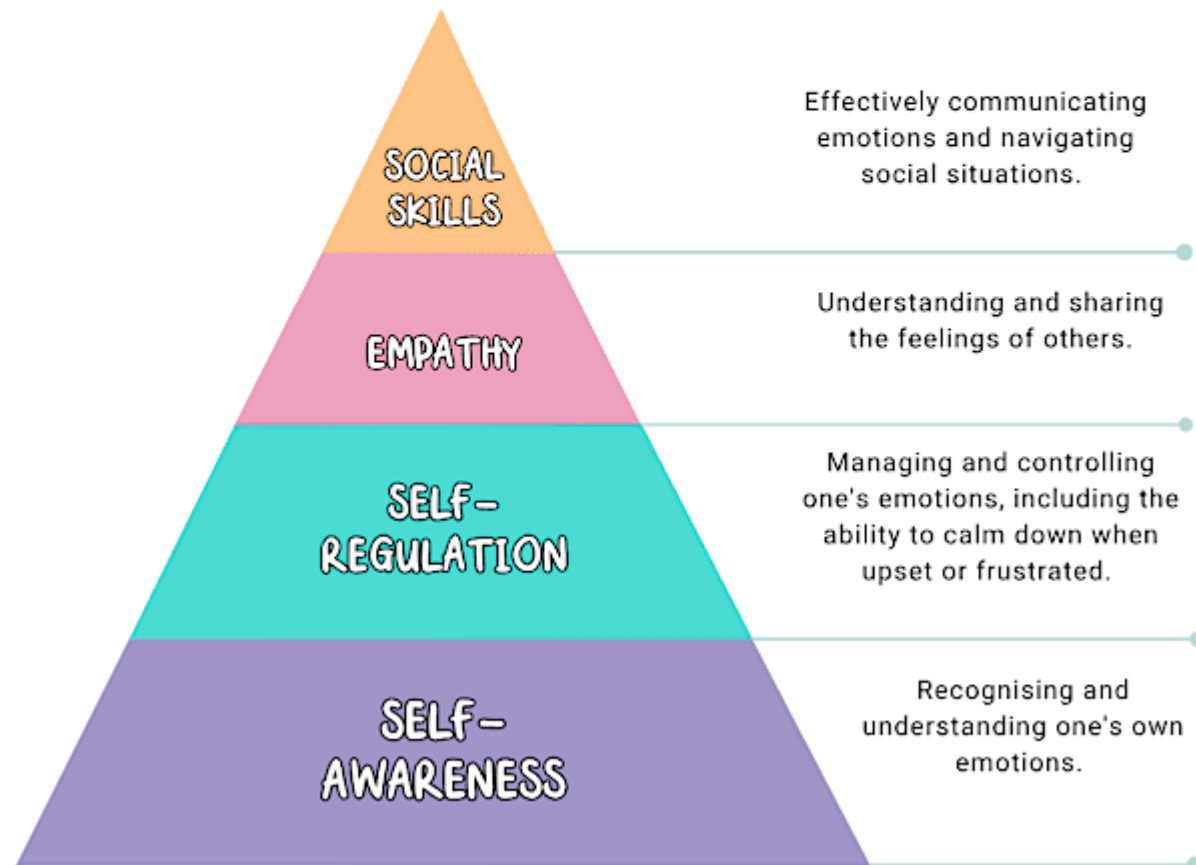 SOCIAL
SKILLS
Effectively communicating
emotions and navigating
social situations.
EMPATHY
Understanding and sharing
the feelings of others.
SELF-
REGULATION
Managing and controlling
one's emotions, including the
ability to calm down when
upset or frustrated.
SELF-
AWARENESS
Recognising and
understanding one's own
emotions.